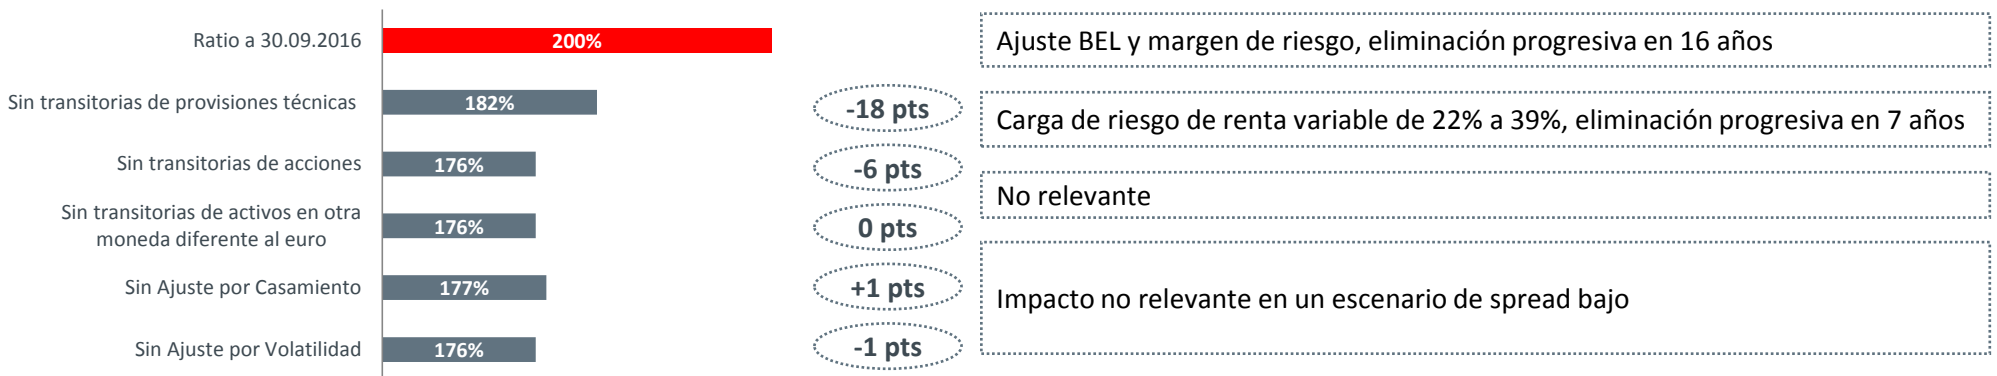 Ratio a 30.09.2016
200%
Ajuste BEL y margen de riesgo, eliminación progresiva en 16 años
Sin transitorias de provisiones técnicas
182%
-18 pts
Carga de riesgo de renta variable de 22% a 39%, eliminación progresiva en 7 años
Sin transitorias de acciones
176%
-6 pts
No relevante
Sin transitorias de activos en otra
moneda diferente al euro
176%
0 pts
Sin Ajuste por Casamiento
177%
+1 pts
Impacto no relevante en un escenario de spread bajo
Sin Ajuste por Volatilidad
176%
-1 pts